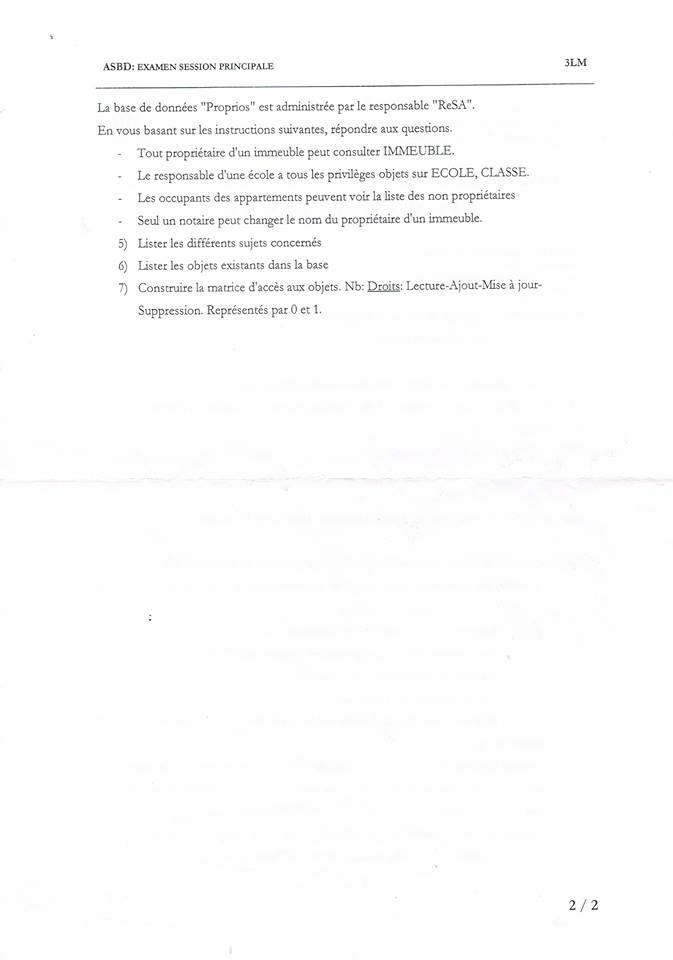 ASBD: EXAMEN SESSION PRINCIPALE 3LM
La base de données "Proprios" est administrée par le responsable "ReSA".
En vous basant sur les instructions suivantes, répondre aux questions.
- Tout propriétaire d'un immeuble peut consulter IMMEUBLE.
- Le responsable d'une école a tous les privilèges objets sur ECOLE, CLASSE.
- Les occupants des appartements peuvent voir la liste des non propriétaires
- Seul un notaire peut changer le nom du propriétaire d'un immeuble.
5) Lister les différents sujets concernés
6) Lister les objets existants dans la base
7) Construire la matrice d'accès aux objets. Nb: Droits: Lecture-Ajout-Mise à jour-
Suppression. Représentés par 0 et 1.
2 / 2